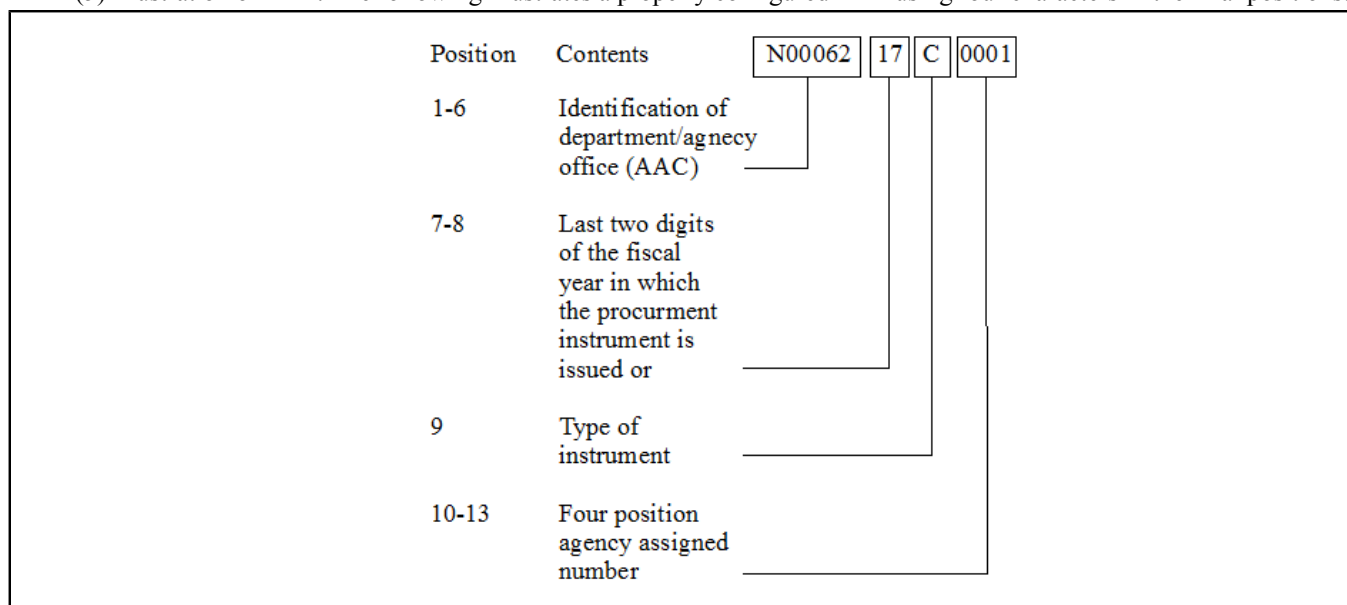 Position Contents N00062 17 C 0001
1-6 Identification of
department/agnecy
office (AAC)
7-8 Last two digits
of the fiscal
year in which
the procurment
instrument is
issued or
9 Type of
instrument
10-13 Four position
agency assigned
number